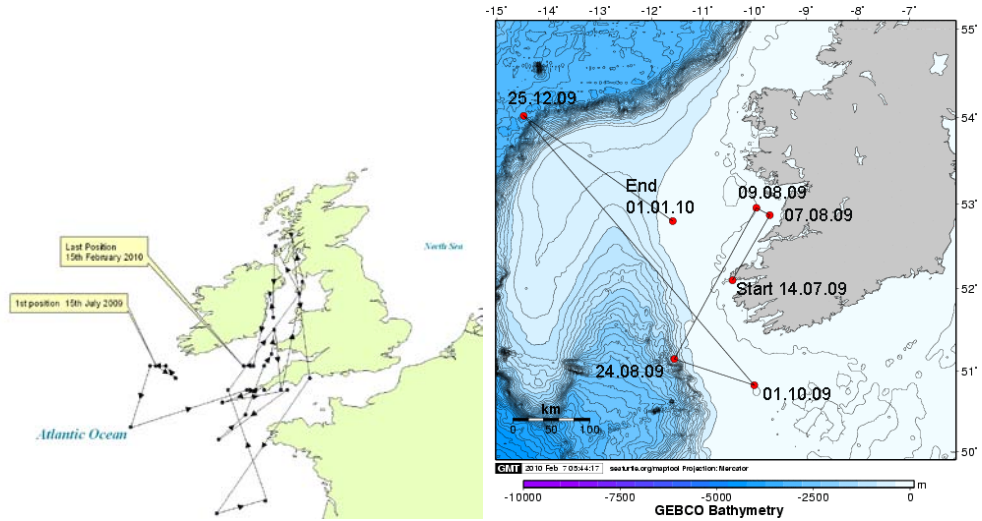 North Sea
Last Position
15th February 2010
1st position 15th July 2009
Atlantic Ocean
-15° -14° -13° -12° -11° -10° -9° -8° -7°
55°
25.12.09
54°
End
01.01.10
09.08.09
07.08.09
53°
Start 14.07.09
52°
24.08.09
01.10.09
51°
km
0 50 100
50°
GMT 2010 Feb 7 05:44:17 seaturtle.org/maptool Projection: Mercator
m
-10000 -7500 -5000 -2500 0
GEBCO Bathymetry